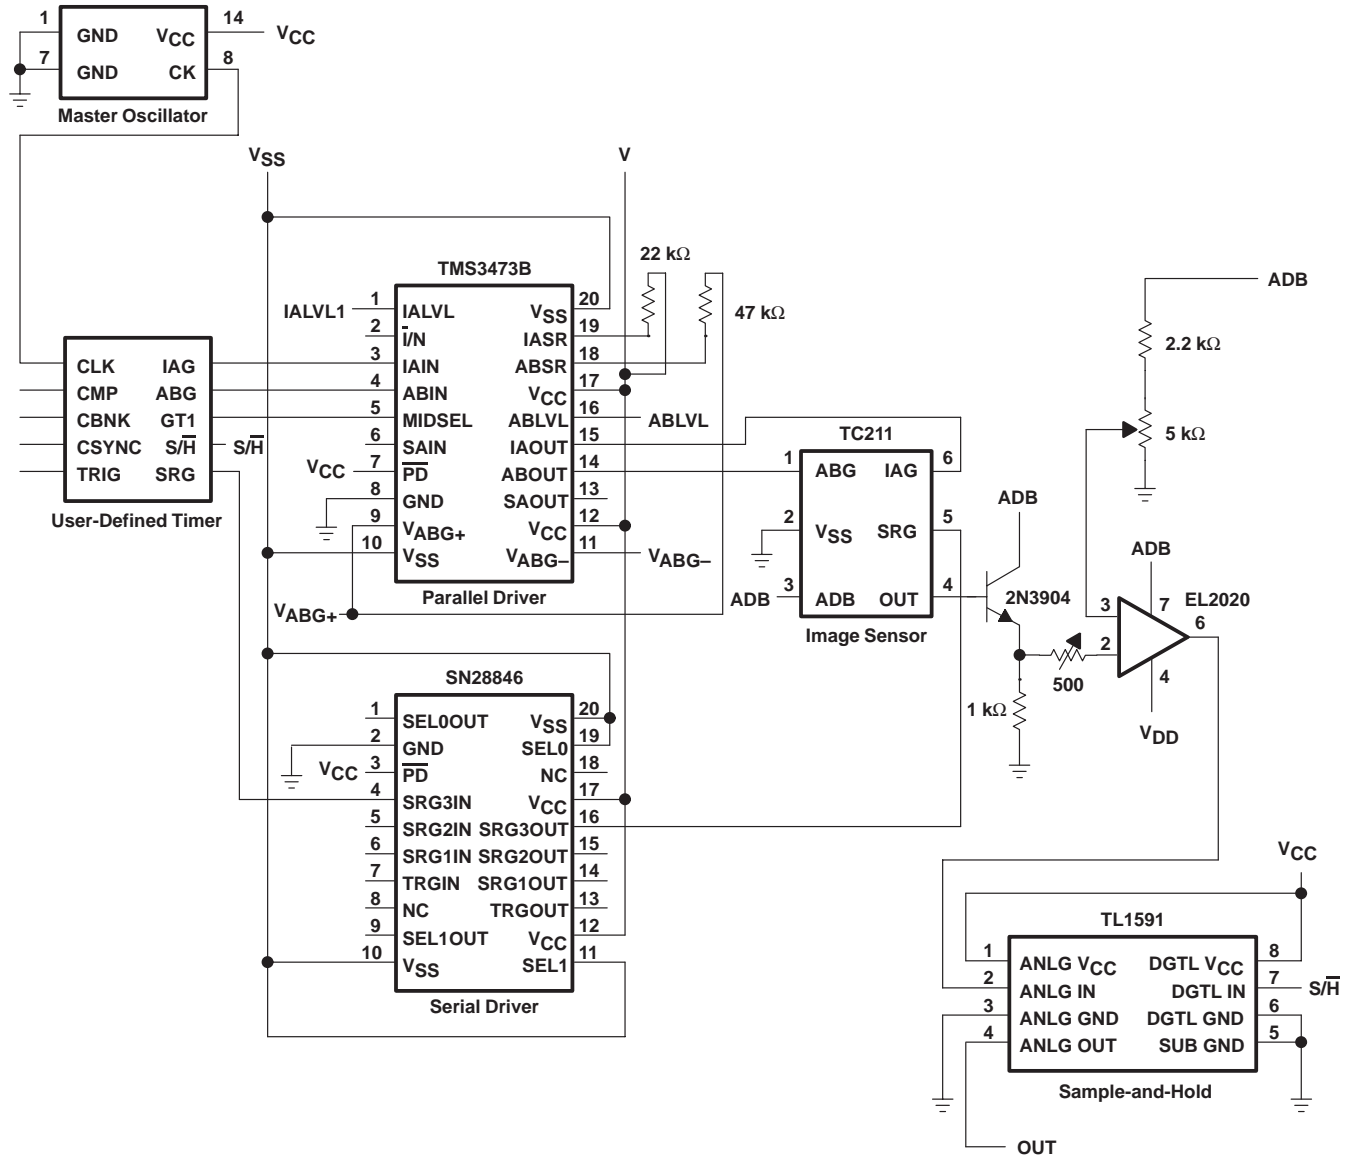 1 GND VCC 14 VCC
7 GND CK 8
Master Oscillator
VSS
V
22 kΩ
47 kΩ
TMS3473B
IALVL1 1 IALVL VSS 20
2 I̅/N IASR 19
3 IAIN ABSR 18
4 ABIN VCC 17
5 MIDSEL ABLVL 16 ABLVL
6 SAIN IAOUT 15
VCC 7 P̅D̅ ABOUT 14
8 GND SAOUT 13
9 VABG+ VCC 12
10 VSS VABG– 11 VABG–
Parallel Driver
VABG+
CLK IAG
CMP ABG
CBNK GT1
CSYNC S/H̅ S/H̅
TRIG SRG
User-Defined Timer
TC211
1 ABG IAG 6
2 VSS SRG 5
ADB 3 ADB OUT 4
Image Sensor
ADB
2N3904
500
1 kΩ
ADB
2.2 kΩ
5 kΩ
ADB
EL2020
3 7 6
2 4
VDD
SN28846
1 SEL0OUT VSS 20
2 GND SEL0 19
VCC 3 P̅D̅ NC 18
4 SRG3IN VCC 17
5 SRG2IN SRG3OUT 16
6 SRG1IN SRG2OUT 15
7 TRGIN SRG1OUT 14
8 NC TRGOUT 13
9 SEL1OUT VCC 12
10 VSS SEL1 11
Serial Driver
VCC
TL1591
1 ANLG VCC DGTL VCC 8
2 ANLG IN DGTL IN 7 S/H̅
3 ANLG GND DGTL GND 6
4 ANLG OUT SUB GND 5
Sample-and-Hold
OUT